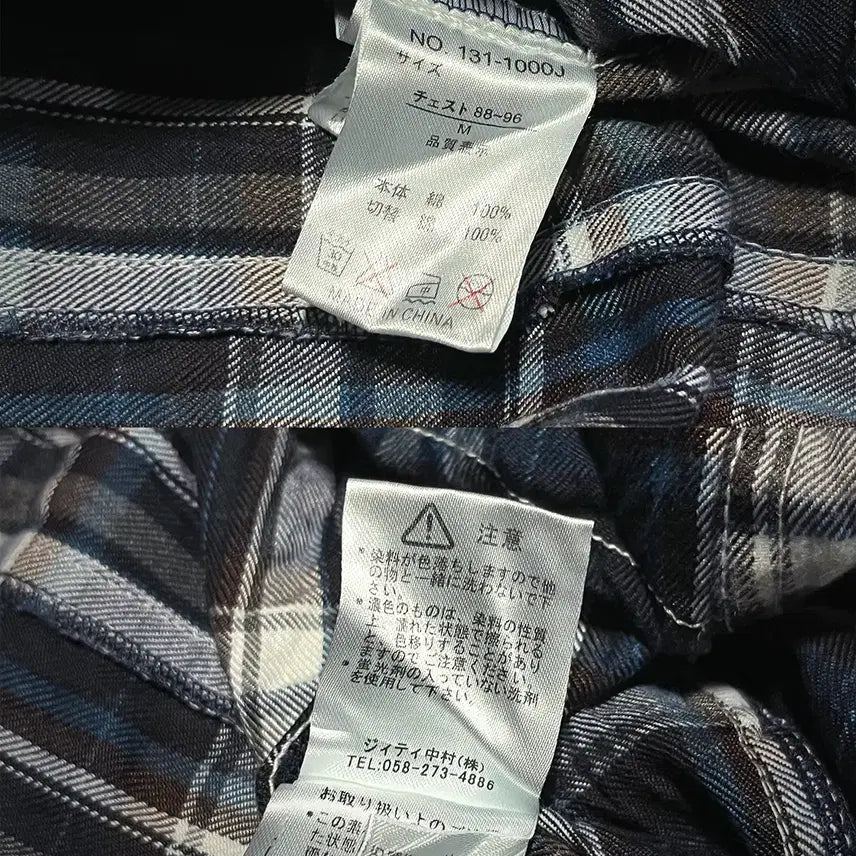 NO. 131-1000J
サイズ
チェスト 88~96
M
品質表示
本体 綿 100%
切替 綿 100%
MADE IN CHINA
注意
*染料が色落ちしますので他
の物と一緒に洗わないで下
さい。
*濃色のものは、染料の性質
上、濡れた状態で擦られる
と、色移りすることがあり
ますのでご注意ください。
*蛍光剤の入っていない洗剤
を使用して下さい。
ジィティ中村(株)
TEL:058-273-4886
お取り扱い上の
*この
た状態